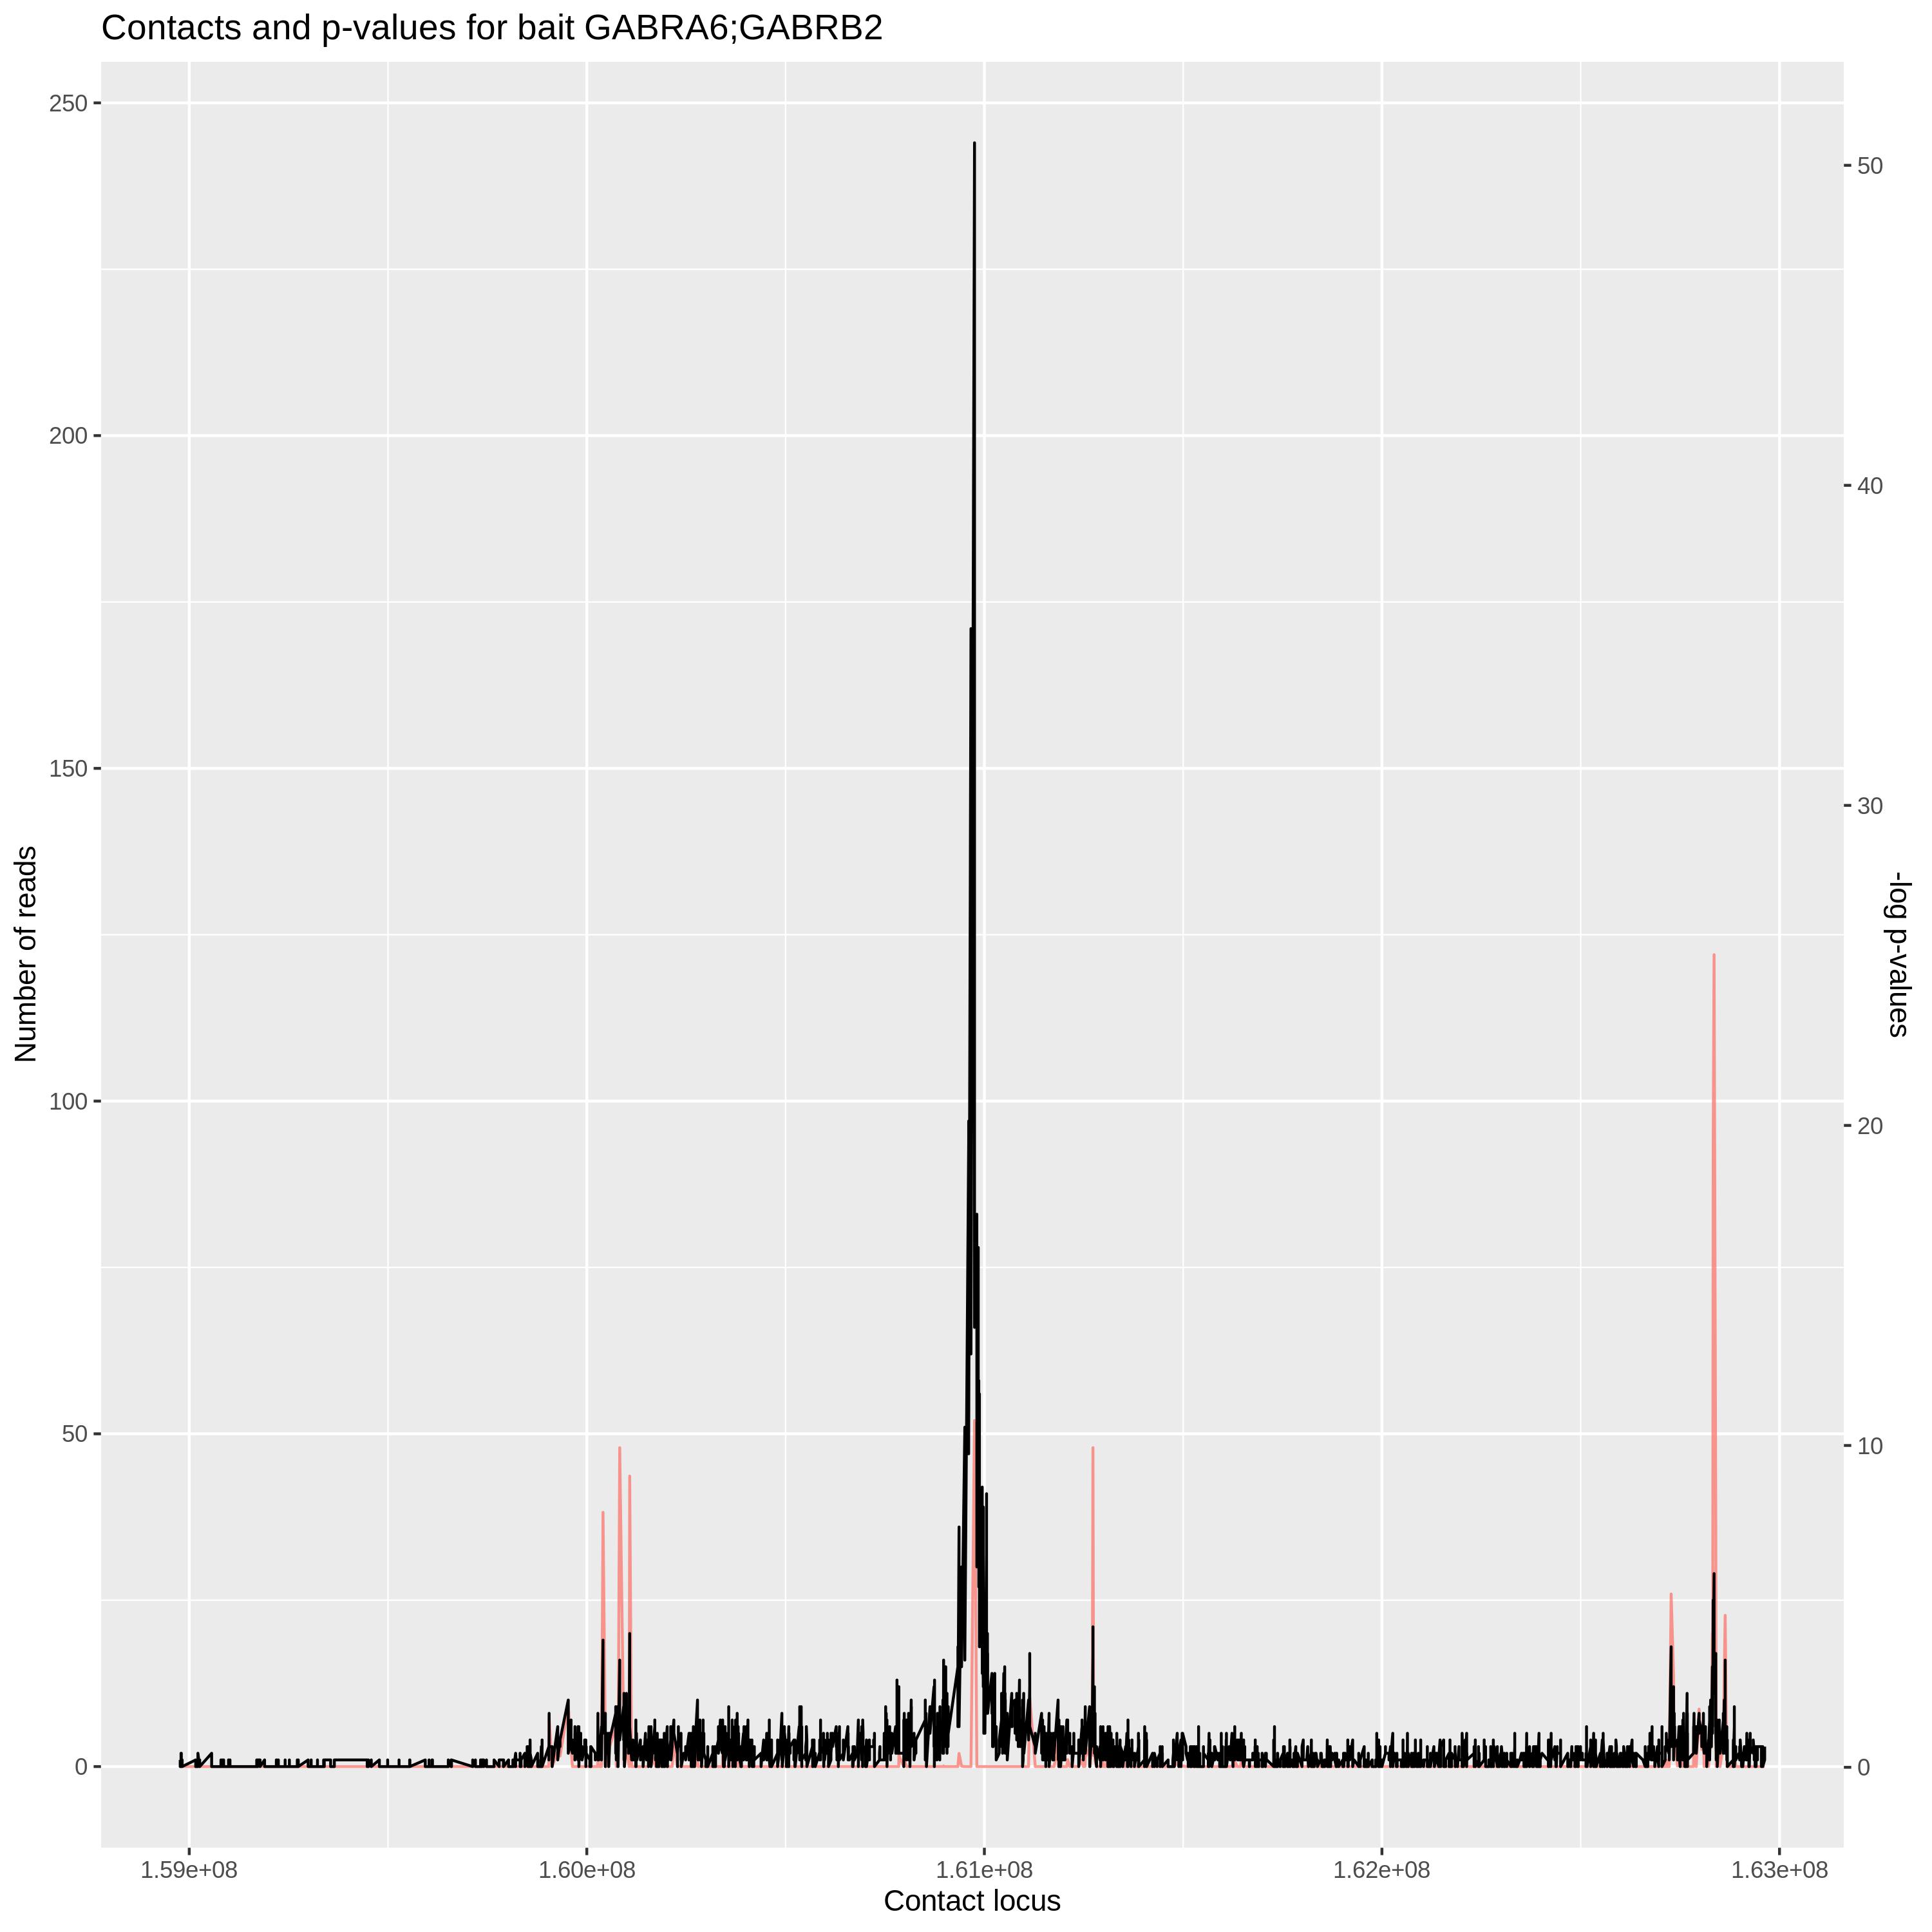 Contacts and p-values for bait GABRA6;GABRB2
250
200
150
100
50
0
Number of reads
50
40
30
20
10
0
-log p-values
1.59e+08
1.60e+08
1.61e+08
1.62e+08
1.63e+08
Contact locus